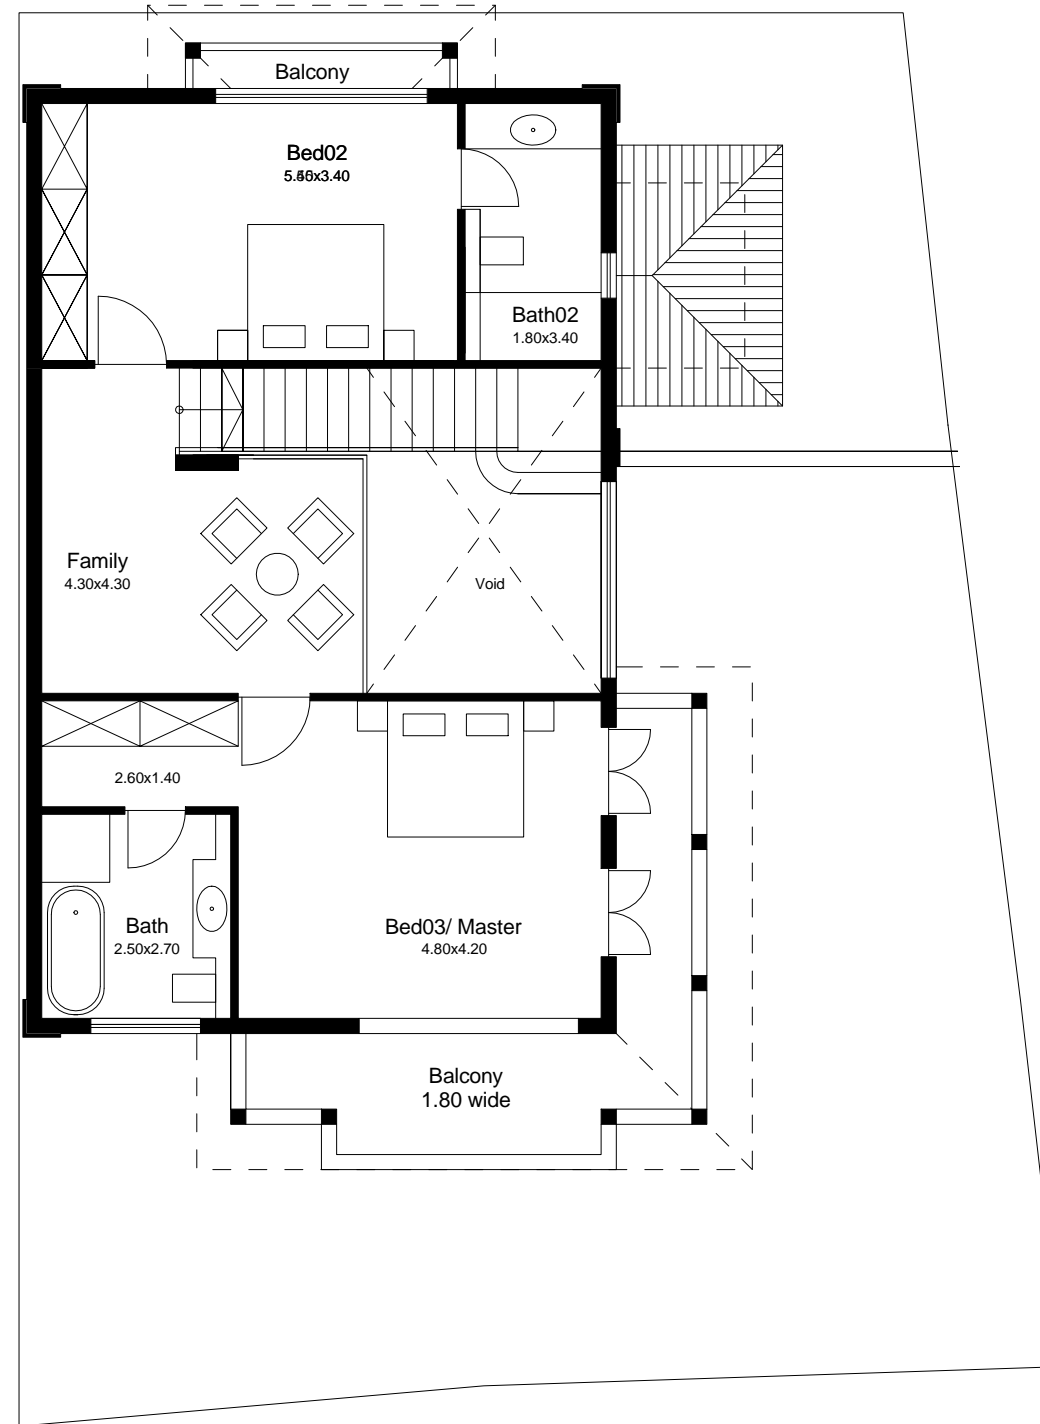 Balcony
Bed02
Bath02
1.80x3.40
Family
4.30x4.30
Void
2.60x1.40
Bath
2.50x2.70
Bed03/ Master
4.80x4.20
Balcony
1.80 wide